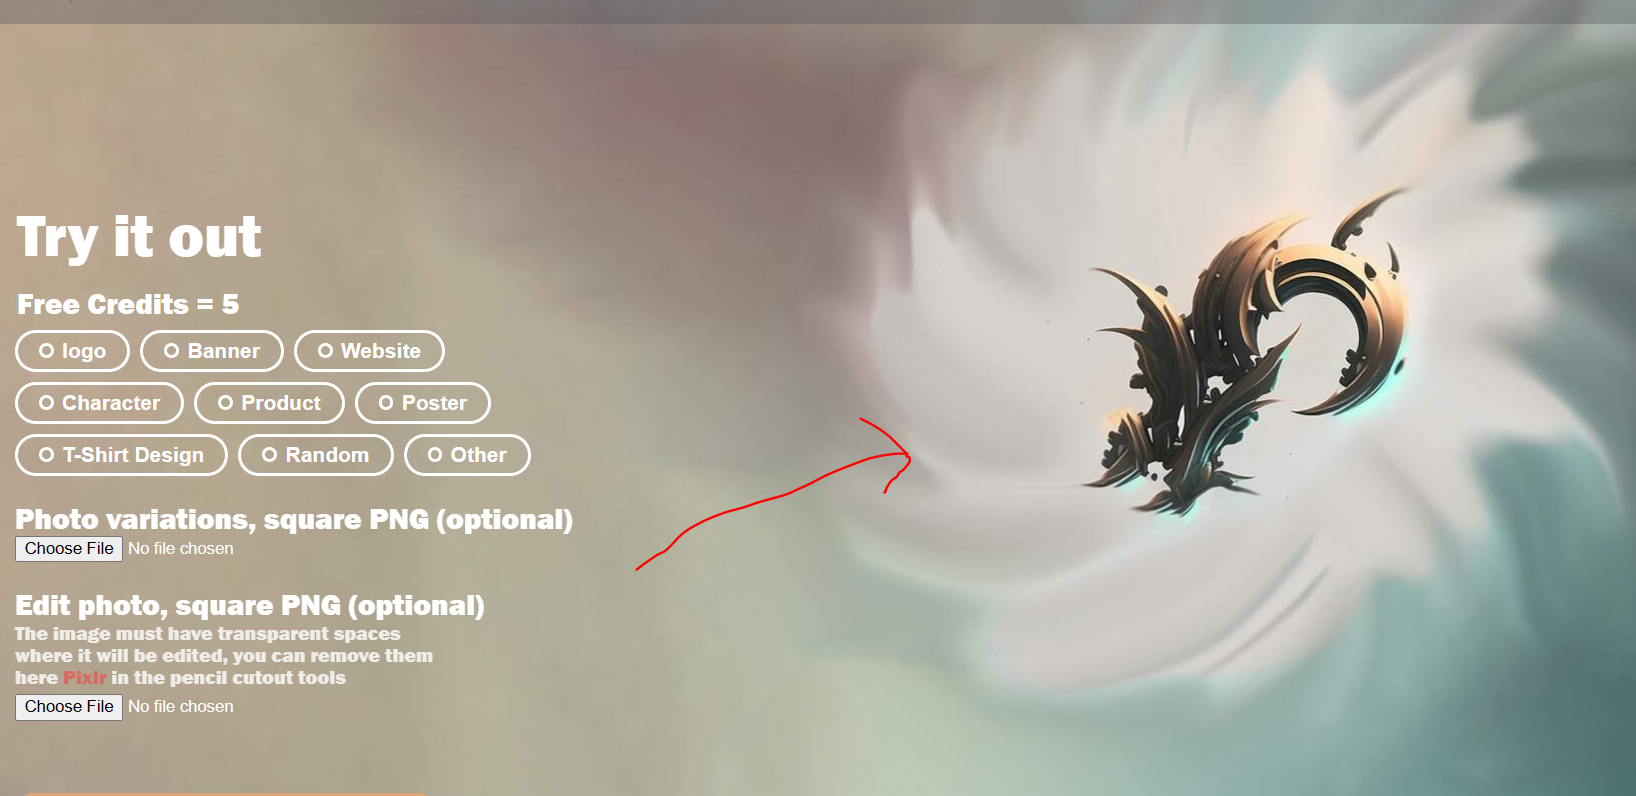 Try it out
Free Credits = 5
logo
Banner
Website
Character
Product
Poster
T-Shirt Design
Random
Other
Photo variations, square PNG (optional)
Choose File No file chosen
Edit photo, square PNG (optional)
The image must have transparent spaces
where it will be edited, you can remove them
here Pixlr in the pencil cutout tools
Choose File No file chosen